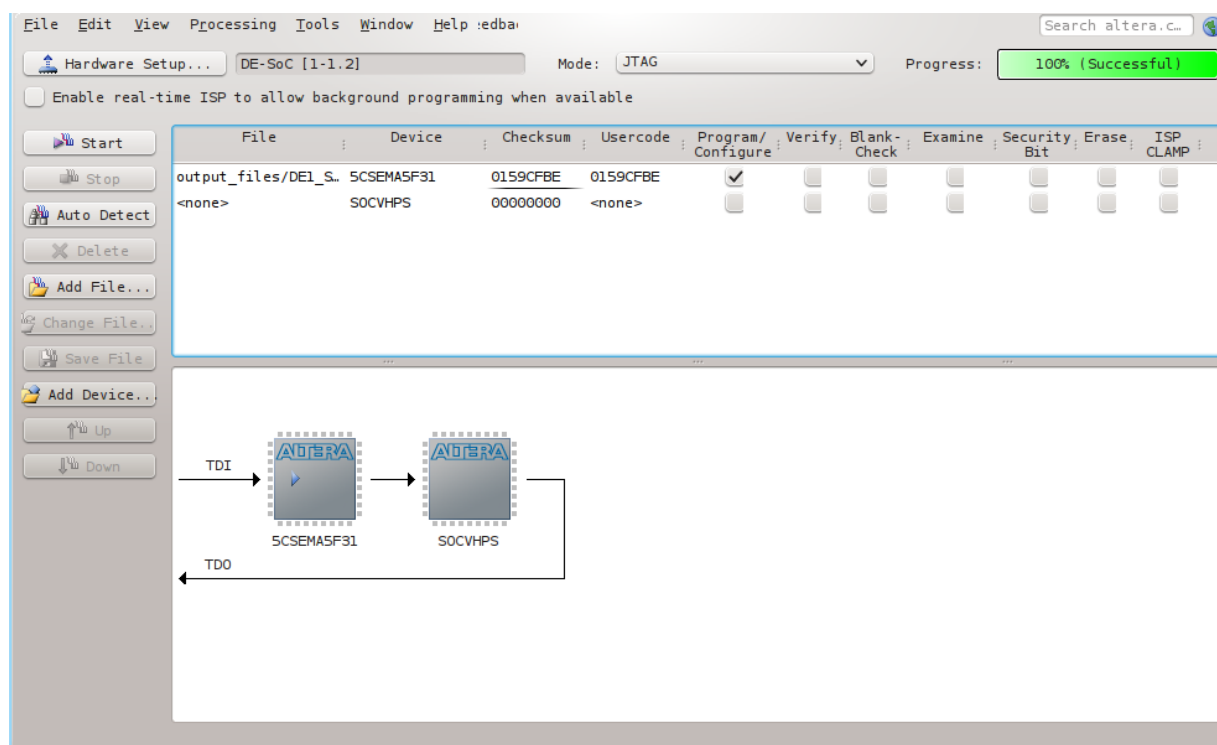 File Edit View Processing Tools Window Help
Search altera.c…
Hardware Setup... DE-SoC [1-1.2] Mode: JTAG Progress: 100% (Successful)
Enable real-time ISP to allow background programming when available
Start
Stop
Auto Detect
Delete
Add File...
Change File..
Save File
Add Device..
Up
Down
File Device Checksum Usercode Program/ Configure Verify Blank- Check Examine Security Bit Erase ISP CLAMP
output_files/DE1_S… 5CSEMA5F31 0159CFBE 0159CFBE
<none> SOCVHPS 00000000 <none>
TDI
ALTERA ALTERA
5CSEMA5F31 SOCVHPS
TDO